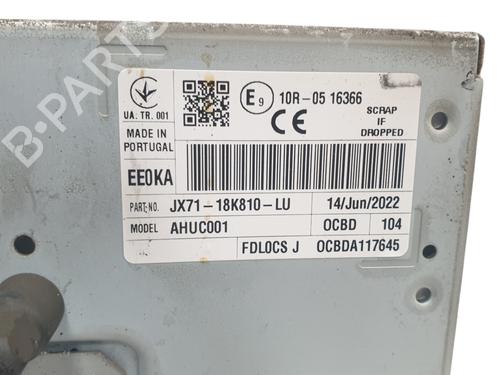 B-PARTS
UA. TR. 001
E9 10R-05 16366
CE
SCRAP
IF
DROPPED
MADE IN
PORTUGAL
EE0KA
PART-NO. JX71-18K810-LU 14/Jun/2022
MODEL AHUC001 OCBD 104
FDLOCS J OCBDA117645